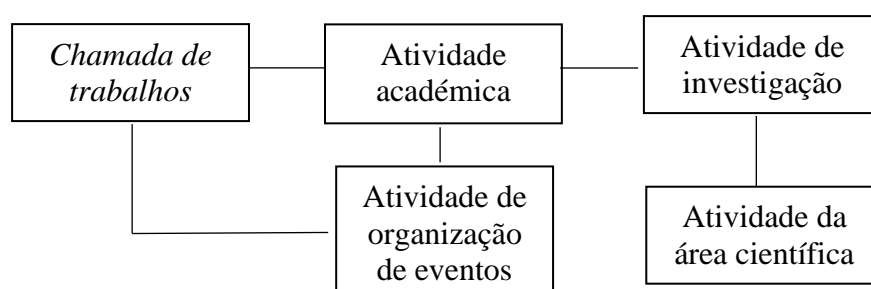 Chamada de
trabalhos
Atividade
académica
Atividade de
investigação
Atividade de
organização
de eventos
Atividade da
área científica